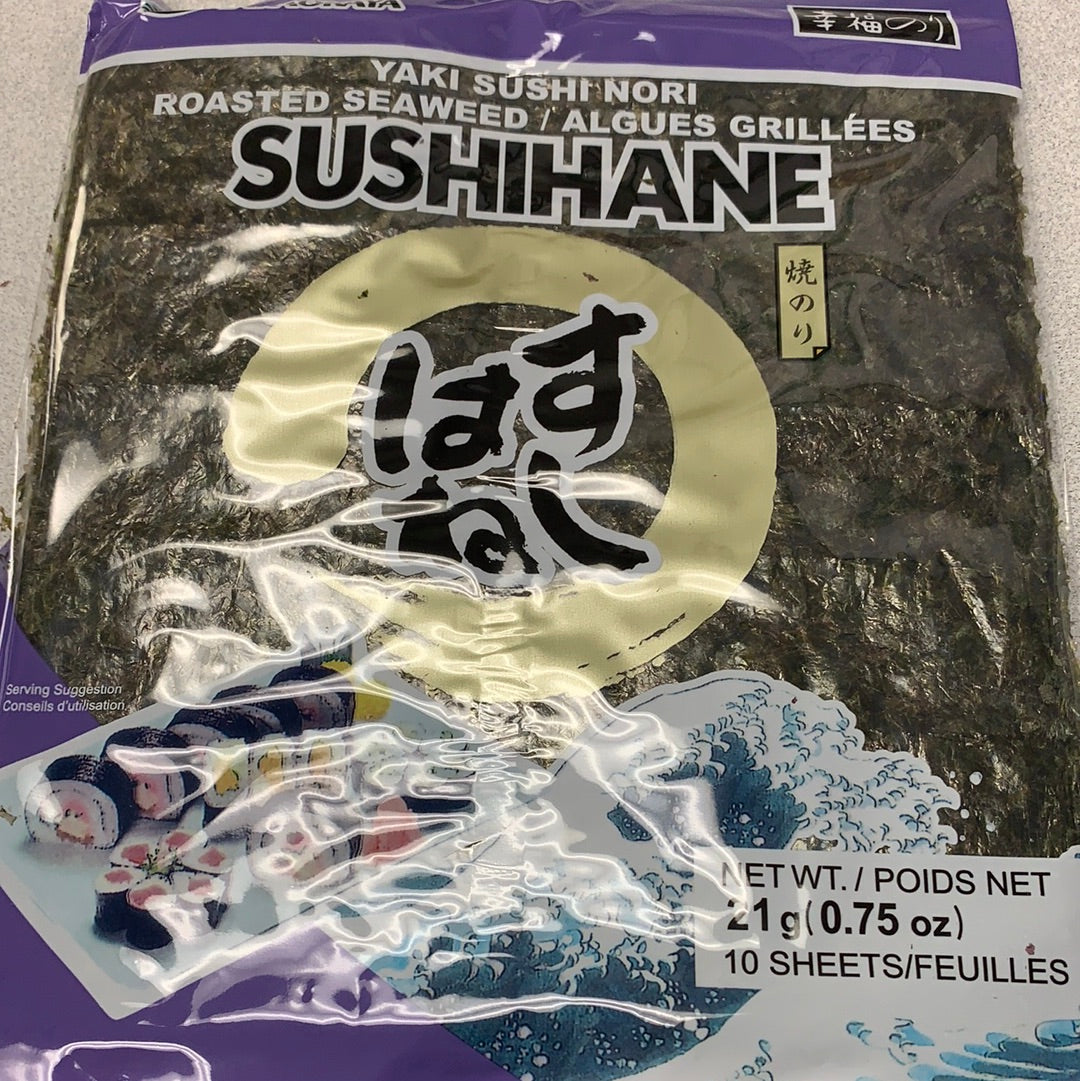 幸福のり
YAKI SUSHI NORI
ROASTED SEAWEED / ALGUES GRILLÉES
SUSHIHANE
焼のり
すし
はね
Serving Suggestion
Conseils d'utilisation
NET WT. / POIDS NET
21 g (0.75 oz)
10 SHEETS/FEUILLES